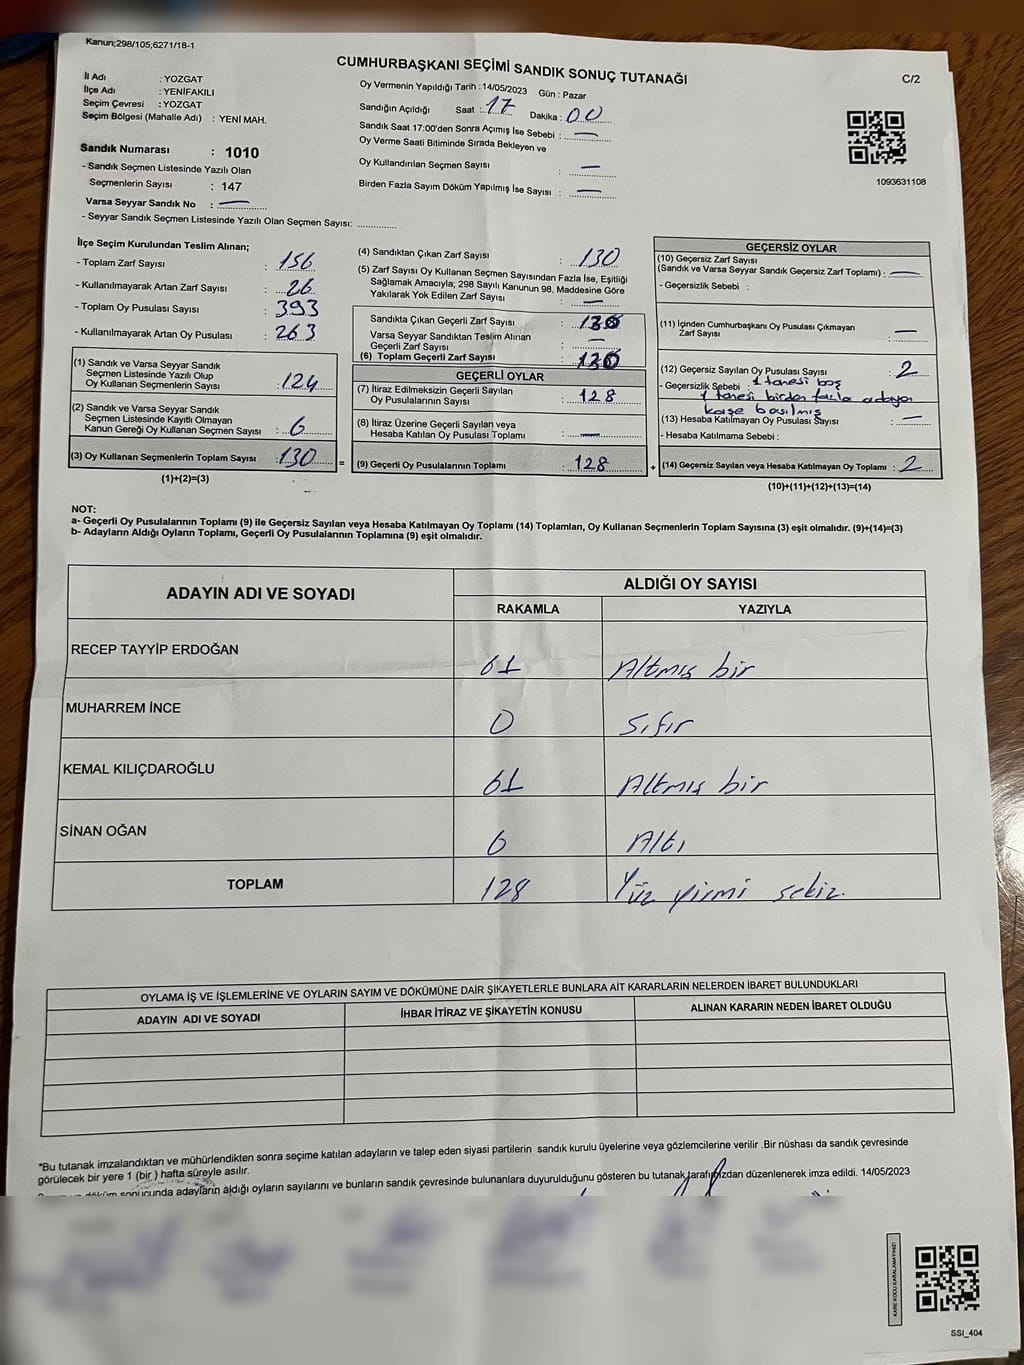 Kanun;298/105;6271/18-1
CUMHURBAŞKANI SEÇİMİ SANDIK SONUÇ TUTANAĞI
C/2
İl Adı : YOZGAT
İlçe Adı : YENİFAKILI
Seçim Çevresi : YOZGAT
Seçim Bölgesi (Mahalle Adı) : YENİ MAH.
Sandık Numarası : 1010
- Sandık Seçmen Listesinde Yazılı Olan
Seçmenlerin Sayısı : 147
Varsa Seyyar Sandık No : —
- Seyyar Sandık Seçmen Listesinde Yazılı Olan Seçmen Sayısı: ............
Oy Vermenin Yapıldığı Tarih : 14/05/2023 Gün : Pazar
Sandığın Açıldığı Saat : 17 Dakika : 00
Sandık Saat 17:00'den Sonra Açımış İse Sebebi : —
Oy Verme Saati Bitiminde Sırada Bekleyen ve
Oy Kullandırılan Seçmen Sayısı : —
Birden Fazla Sayım Döküm Yapılmış İse Sayısı : —
1093631108
İlçe Seçim Kurulundan Teslim Alınan;
- Toplam Zarf Sayısı : 156
- Kullanılmayarak Artan Zarf Sayısı : 26
- Toplam Oy Pusulası Sayısı : 393
- Kullanılmayarak Artan Oy Pusulası : 263
(1) Sandık ve Varsa Seyyar Sandık
Seçmen Listesinde Yazılı Olup
Oy Kullanan Seçmenlerin Sayısı : 124
(2) Sandık ve Varsa Seyyar Sandık
Seçmen Listesinde Kayıtlı Olmayan
Kanun Gereği Oy Kullanan Seçmen Sayısı : 6
(3) Oy Kullanan Seçmenlerin Toplam Sayısı : 130
(1)+(2)=(3)
(4) Sandıktan Çıkan Zarf Sayısı : 130
(5) Zarf Sayısı Oy Kullanan Seçmen Sayısından Fazla İse, Eşitliği
Sağlamak Amacıyla; 298 Sayılı Kanunun 98. Maddesine Göre
Yakılarak Yok Edilen Zarf Sayısı : —
Sandıkta Çıkan Geçerli Zarf Sayısı : 130
Varsa Seyyar Sandıktan Teslim Alınan
Geçerli Zarf Sayısı : —
(6) Toplam Geçerli Zarf Sayısı : 130
GEÇERLİ OYLAR
(7) İtiraz Edilmeksizin Geçerli Sayılan
Oy Pusulalarının Sayısı : 128
(8) İtiraz Üzerine Geçerli Sayılan veya
Hesaba Katılan Oy Pusulası Toplamı : —
= (9) Geçerli Oy Pusulalarının Toplamı : 128
GEÇERSİZ OYLAR
(10) Geçersiz Zarf Sayısı
(Sandık ve Varsa Seyyar Sandık Geçersiz Zarf Toplamı) : —
- Geçersizlik Sebebi :
(11) İçinden Cumhurbaşkanı Oy Pusulası Çıkmayan
Zarf Sayısı : —
(12) Geçersiz Sayılan Oy Pusulası Sayısı : 2
- Geçersizlik Sebebi : 1 tanesi boş
1 tanesi birden fazla adaya
kaşe basılmış
(13) Hesaba Katılmayan Oy Pusulası Sayısı : —
- Hesaba Katılmama Sebebi :
+ (14) Geçersiz Sayılan veya Hesaba Katılmayan Oy Toplamı : 2
(10)+(11)+(12)+(13)=(14)
NOT:
a- Geçerli Oy Pusulalarının Toplamı (9) ile Geçersiz Sayılan veya Hesaba Katılmayan Oy Toplamı (14) Toplamları, Oy Kullanan Seçmenlerin Toplam Sayısına (3) eşit olmalıdır. (9)+(14)=(3)
b- Adayların Aldığı Oyların Toplamı, Geçerli Oy Pusulalarının Toplamına (9) eşit olmalıdır.
ADAYIN ADI VE SOYADI ALDIĞI OY SAYISI
RAKAMLA YAZIYLA
RECEP TAYYİP ERDOĞAN 61 Altmış bir
MUHARREM İNCE 0 Sıfır
KEMAL KILIÇDAROĞLU 61 Altmış bir
SİNAN OĞAN 6 Altı
TOPLAM 128 Yüz yirmi sekiz
OYLAMA İŞ VE İŞLEMLERİNE VE OYLARIN SAYIM VE DÖKÜMÜNE DAİR ŞİKAYETLERLE BUNLARA AİT KARARLARIN NELERDEN İBARET BULUNDUKLARI
ADAYIN ADI VE SOYADI İHBAR İTİRAZ VE ŞİKAYETİN KONUSU ALINAN KARARIN NEDEN İBARET OLDUĞU
*Bu tutanak imzalandıktan ve mühürlendikten sonra seçime katılan adayların ve talep eden siyasi partilerin sandık kurulu üyelerine veya gözlemcilerine verilir .Bir nüshası da sandık çevresinde
görülecek bir yere 1 (bir ) hafta süreyle asılır.
döküm sonucunda adayların aldığı oyların sayılarını ve bunların sandık çevresinde bulunanlara duyurulduğunu gösteren bu tutanak tarafımızdan düzenlenerek imza edildi. 14/05/2023
KARE KODU KARALAMAYINIZ!
SSI_404